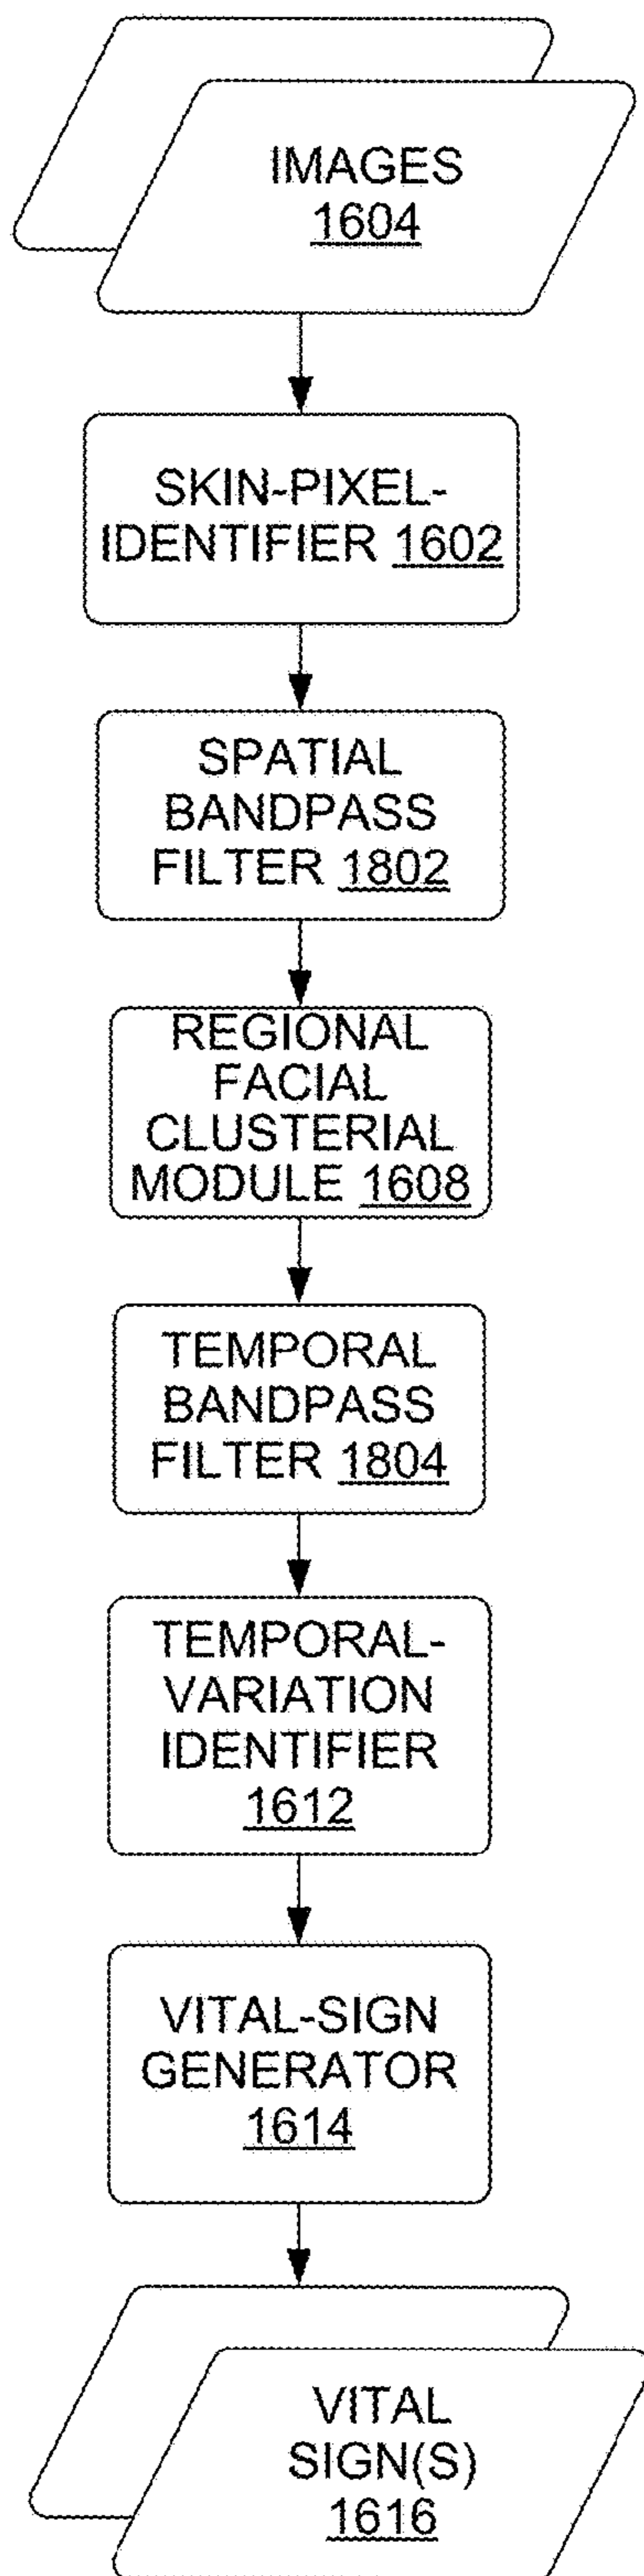 IMAGES
1604
SKIN-PIXEL-
IDENTIFIER 1602
SPATIAL
BANDPASS
FILTER 1802
REGIONAL
FACIAL
CLUSTERIAL
MODULE 1608
TEMPORAL
BANDPASS
FILTER 1804
TEMPORAL-
VARIATION
IDENTIFIER
1612
VITAL-SIGN
GENERATOR
1614
VITAL
SIGN(S)
1616